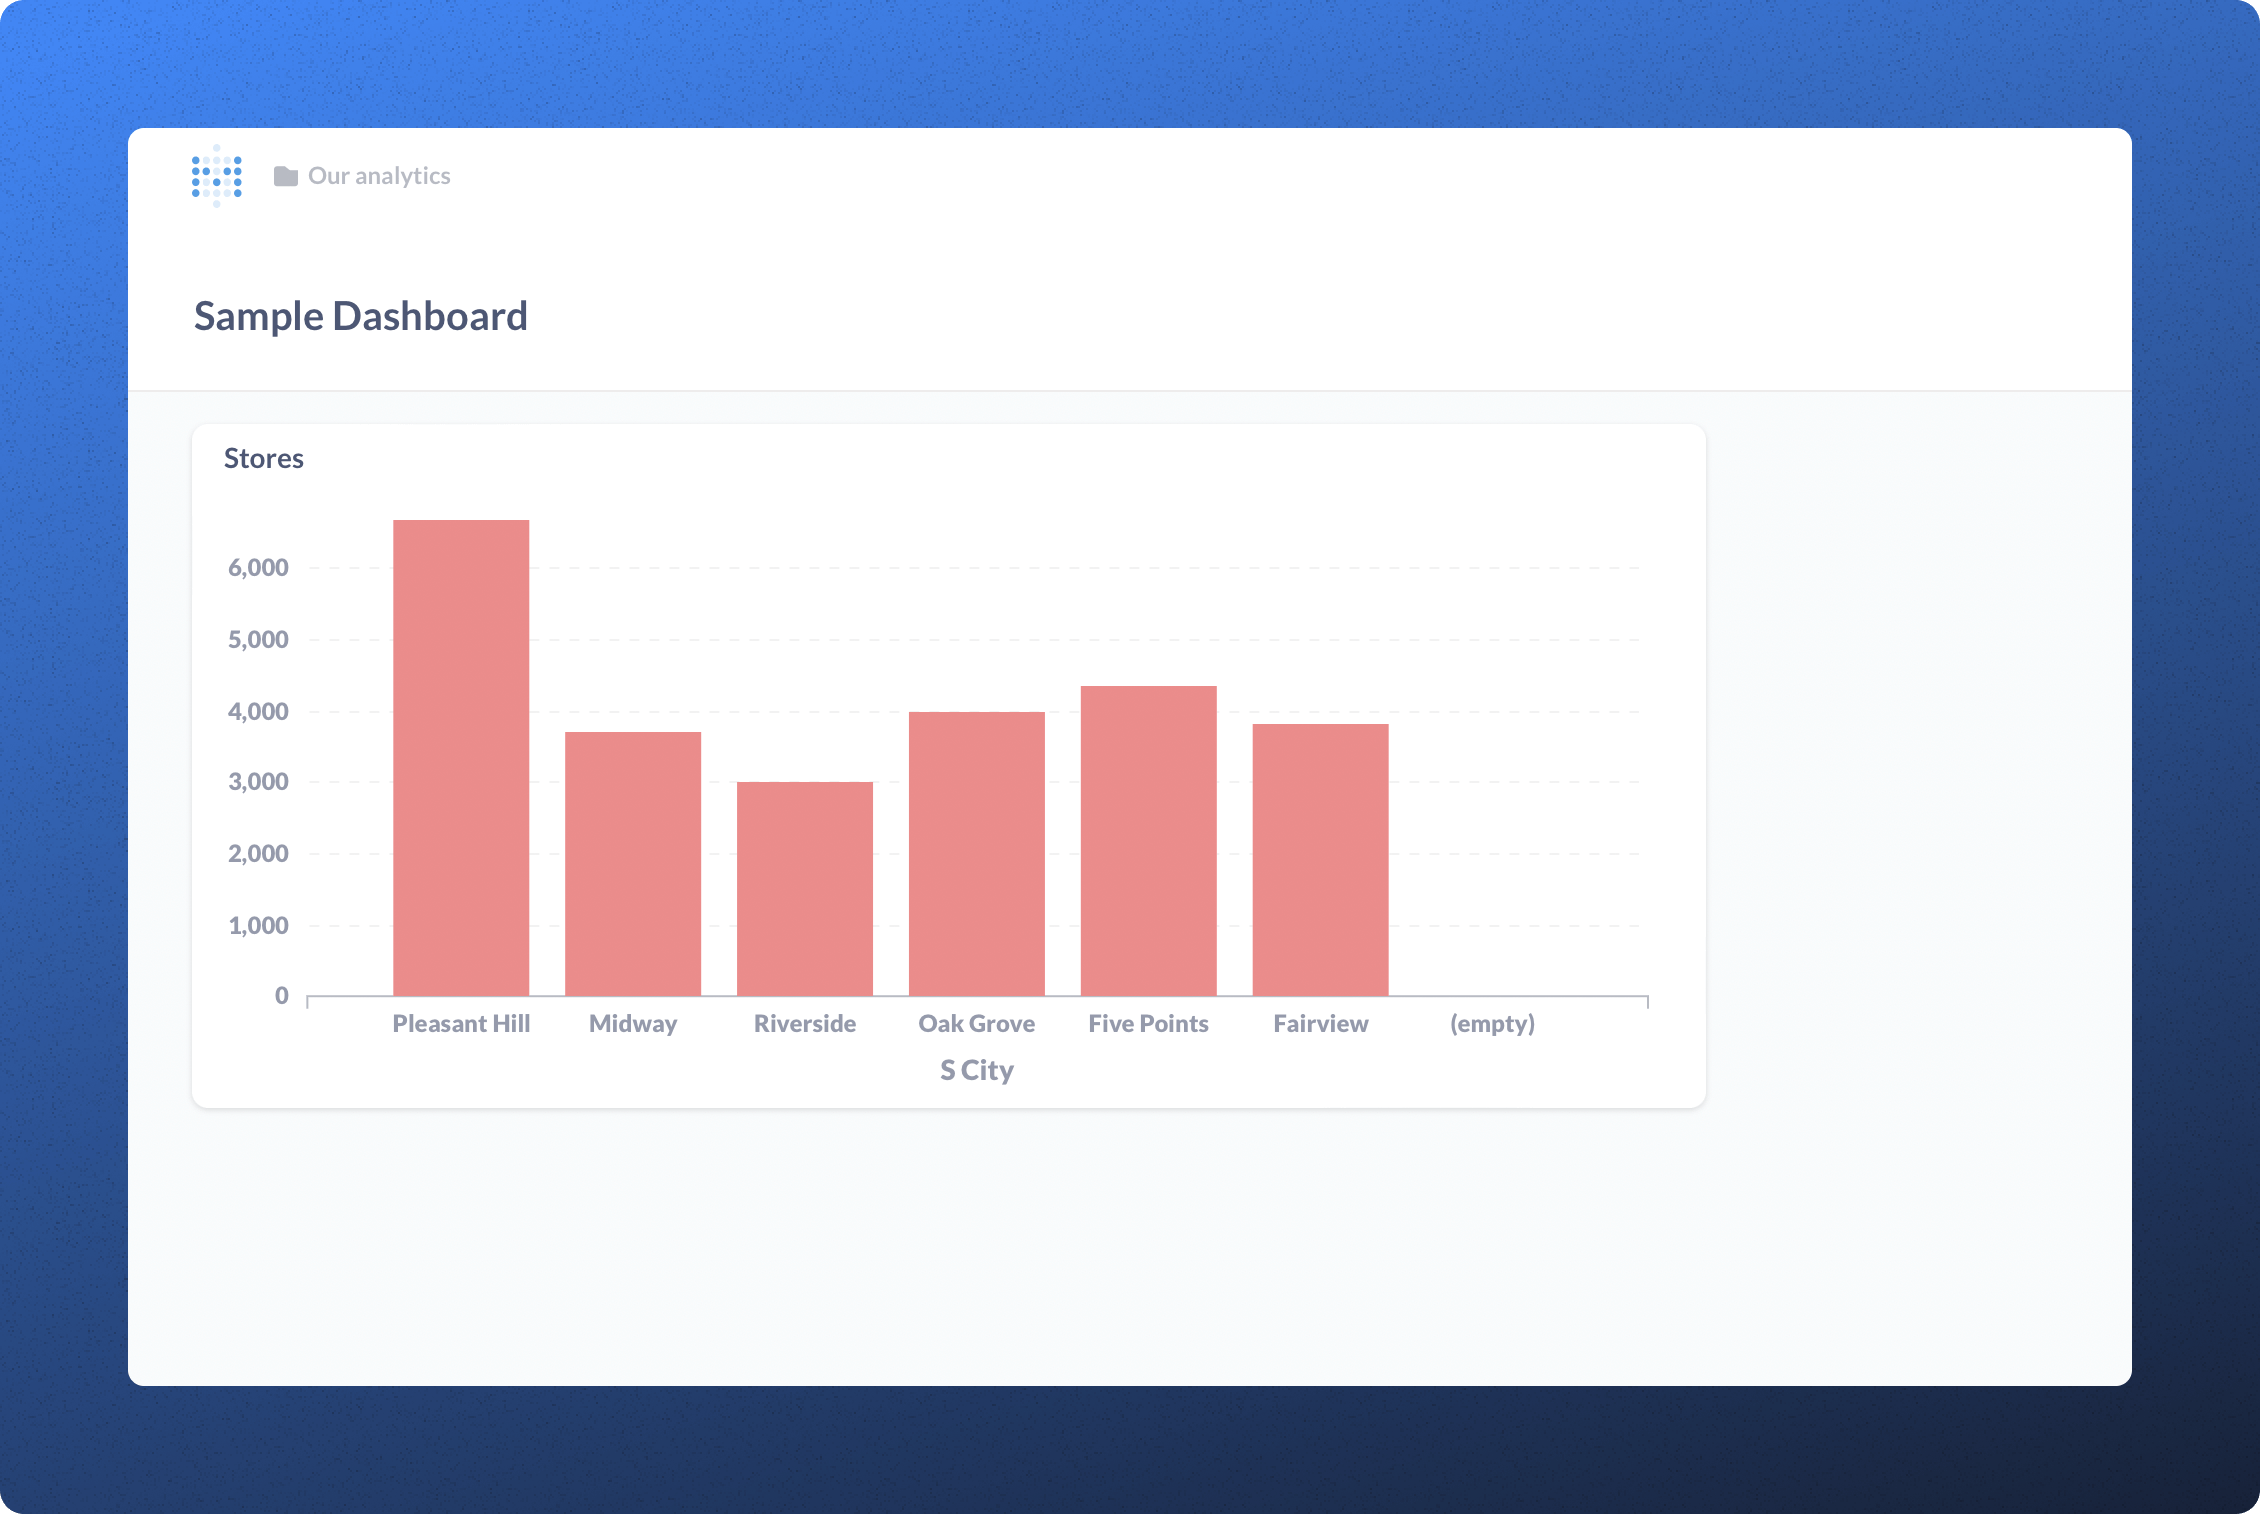 Our analytics
Sample Dashboard
Stores
6,000
5,000
4,000
3,000
2,000
1,000
0
Pleasant Hill Midway Riverside Oak Grove Five Points Fairview (empty)
S City